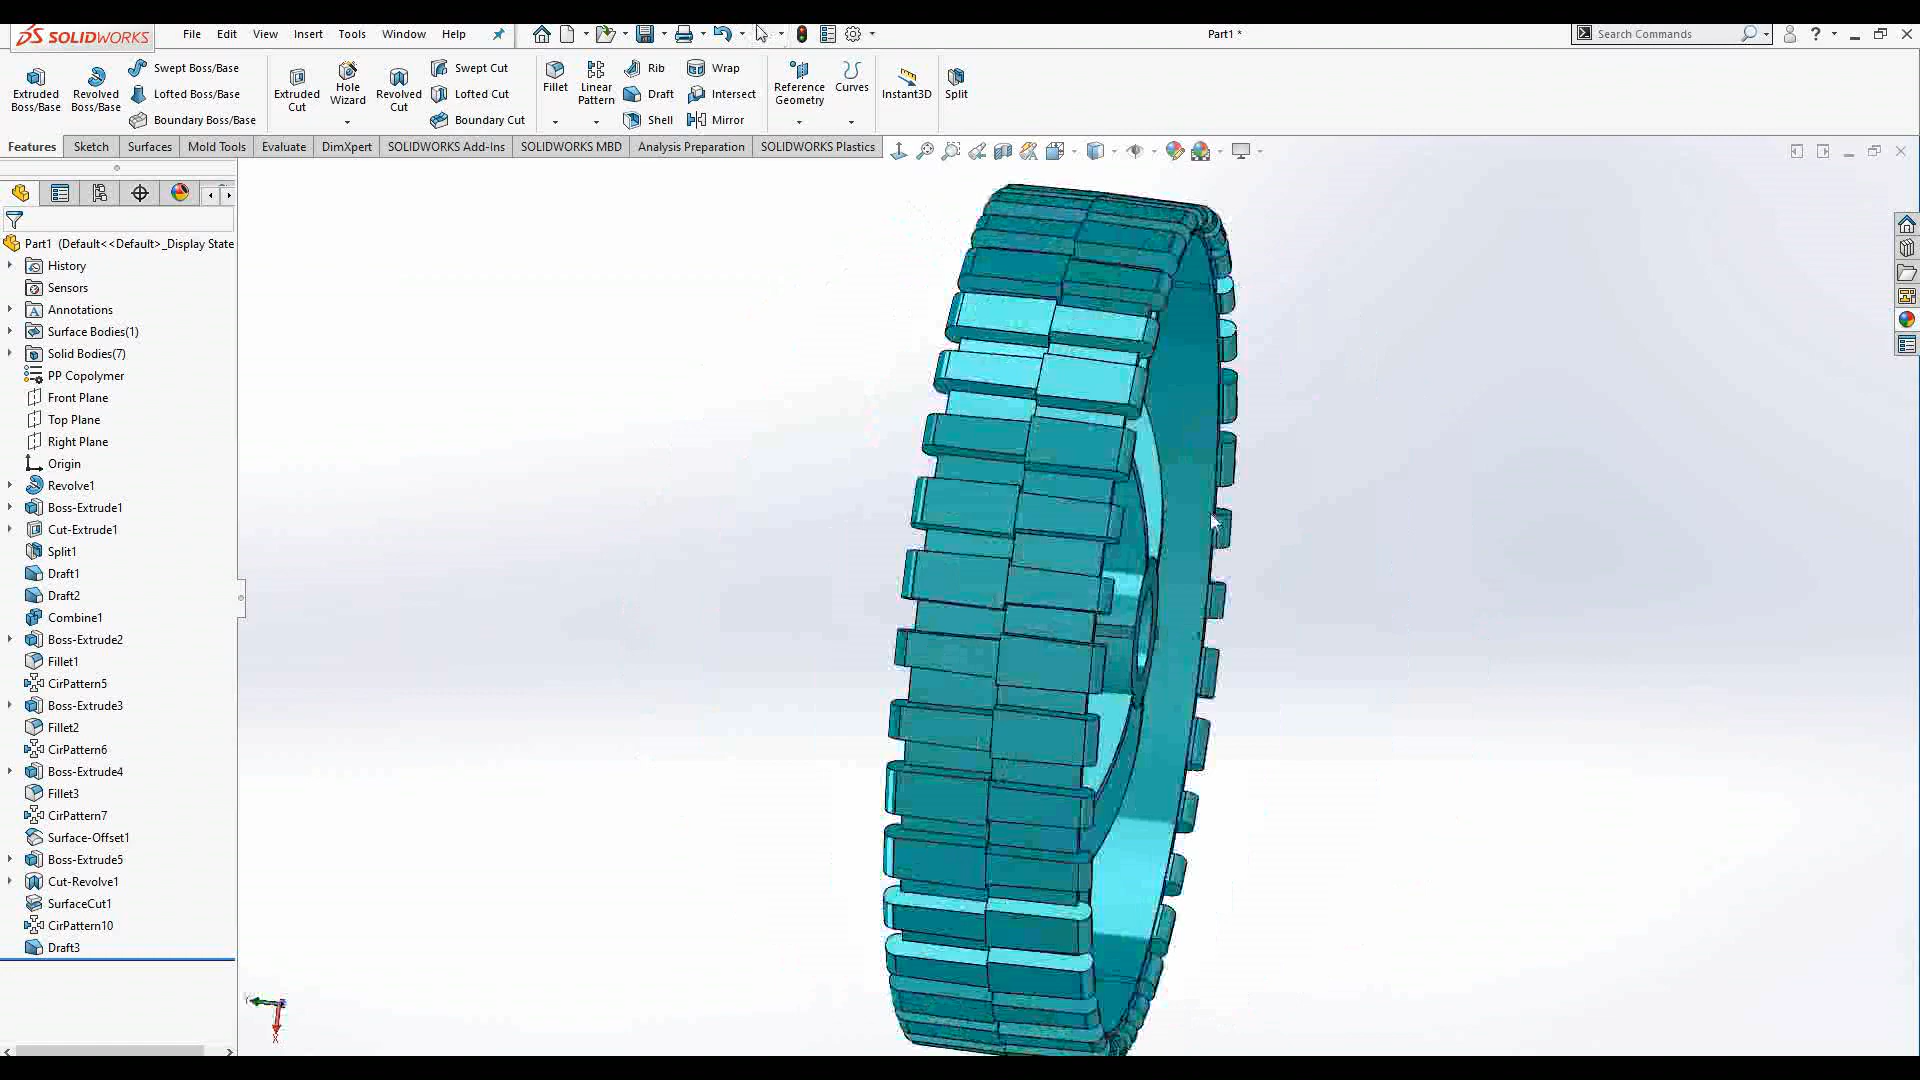 SOLIDWORKS File Edit View Insert Tools Window Help Part1 * Search Commands
Extruded Boss/Base
Revolved Boss/Base
Swept Boss/Base
Lofted Boss/Base
Boundary Boss/Base
Extruded Cut
Hole Wizard
Revolved Cut
Swept Cut
Lofted Cut
Boundary Cut
Fillet
Linear Pattern
Rib
Draft
Shell
Wrap
Intersect
Mirror
Reference Geometry
Curves
Instant3D
Split
Features Sketch Surfaces Mold Tools Evaluate DimXpert SOLIDWORKS Add-Ins SOLIDWORKS MBD Analysis Preparation SOLIDWORKS Plastics
Part1 (Default<<Default>_Display State
History
Sensors
Annotations
Surface Bodies(1)
Solid Bodies(7)
PP Copolymer
Front Plane
Top Plane
Right Plane
Origin
Revolve1
Boss-Extrude1
Cut-Extrude1
Split1
Draft1
Draft2
Combine1
Boss-Extrude2
Fillet1
CirPattern5
Boss-Extrude3
Fillet2
CirPattern6
Boss-Extrude4
Fillet3
CirPattern7
Surface-Offset1
Boss-Extrude5
Cut-Revolve1
SurfaceCut1
CirPattern10
Draft3
X